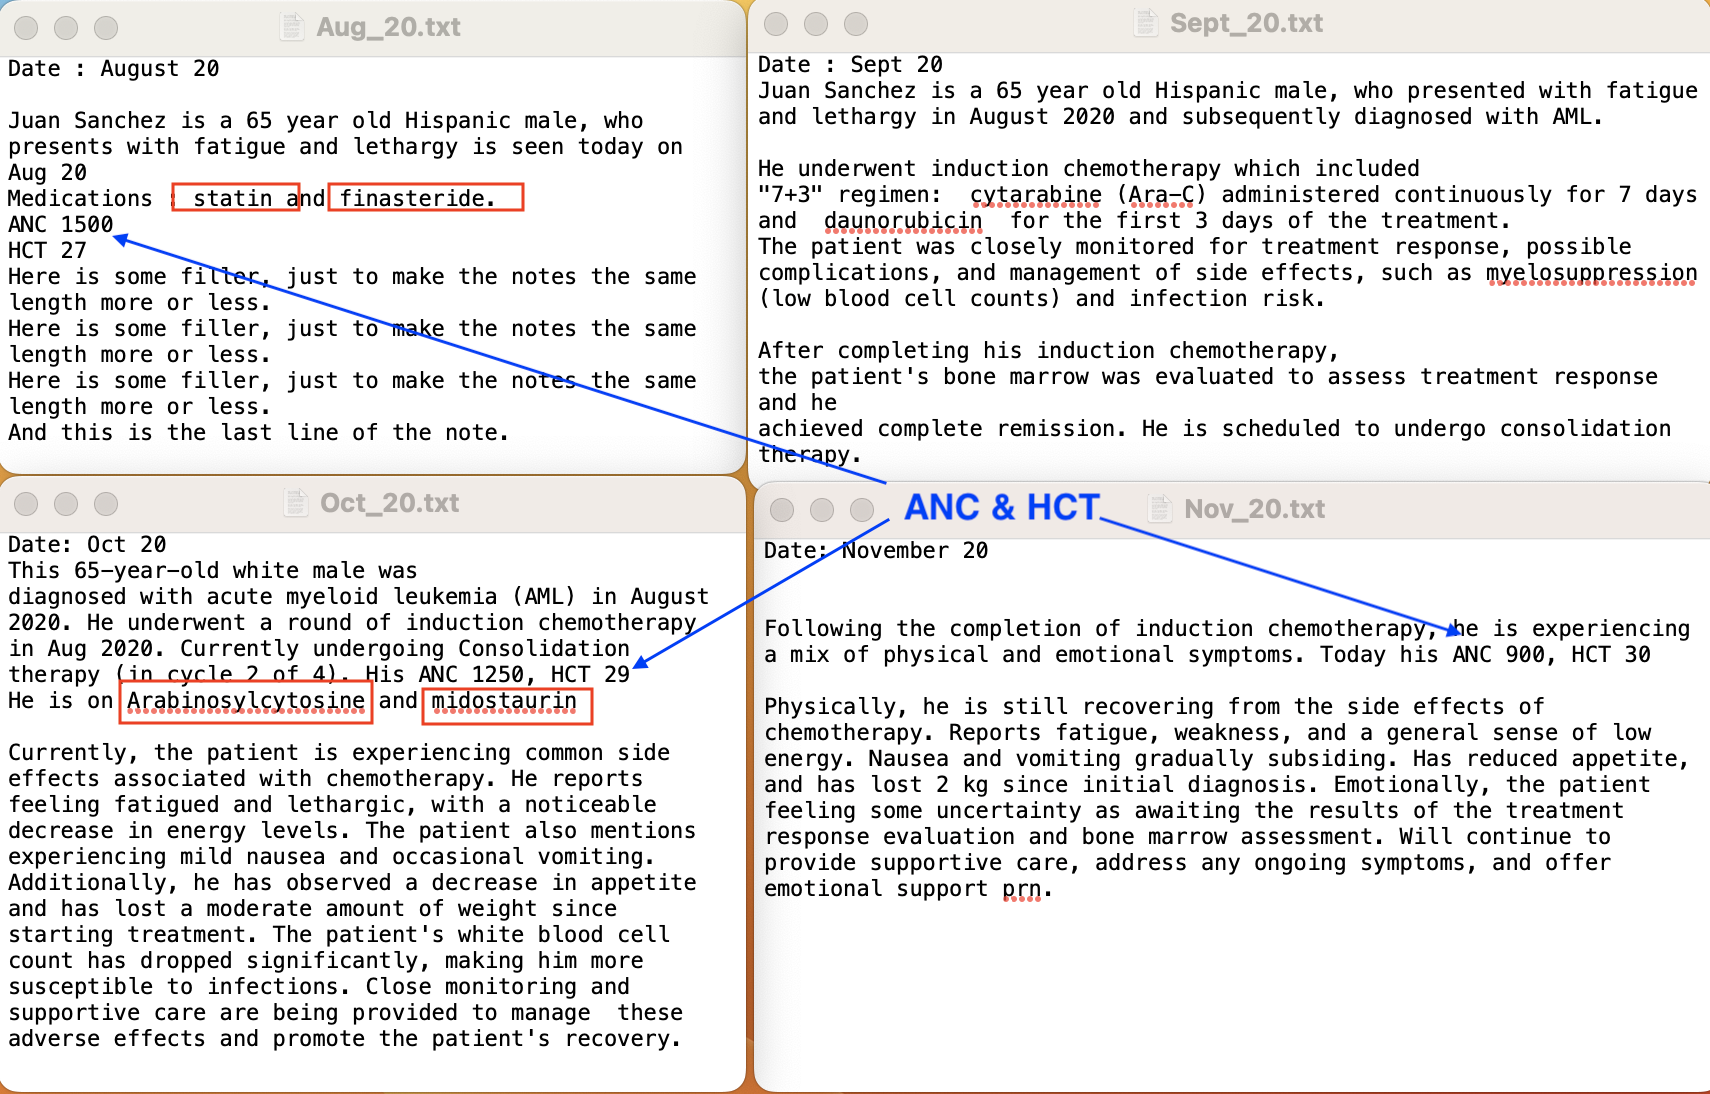 Aug_20.txt
Date : August 20
Juan Sanchez is a 65 year old Hispanic male, who
presents with fatigue and lethargy is seen today on
Aug 20
Medications : statin and finasteride.
ANC 1500
HCT 27
Here is some filler, just to make the notes the same
length more or less.
Here is some filler, just to make the notes the same
length more or less.
Here is some filler, just to make the notes the same
length more or less.
And this is the last line of the note.
Sept_20.txt
Date : Sept 20
Juan Sanchez is a 65 year old Hispanic male, who presented with fatigue
and lethargy in August 2020 and subsequently diagnosed with AML.
He underwent induction chemotherapy which included
"7+3" regimen:  cytarabine (Ara-C) administered continuously for 7 days
and  daunorubicin  for the first 3 days of the treatment.
The patient was closely monitored for treatment response, possible
complications, and management of side effects, such as myelosuppression
(low blood cell counts) and infection risk.
After completing his induction chemotherapy,
the patient's bone marrow was evaluated to assess treatment response
and he
achieved complete remission. He is scheduled to undergo consolidation
therapy.
Oct_20.txt
Date: Oct 20
This 65-year-old white male was
diagnosed with acute myeloid leukemia (AML) in August
2020. He underwent a round of induction chemotherapy
in Aug 2020. Currently undergoing Consolidation
therapy (in cycle 2 of 4). His ANC 1250, HCT 29
He is on Arabinosylcytosine and midostaurin
Currently, the patient is experiencing common side
effects associated with chemotherapy. He reports
feeling fatigued and lethargic, with a noticeable
decrease in energy levels. The patient also mentions
experiencing mild nausea and occasional vomiting.
Additionally, he has observed a decrease in appetite
and has lost a moderate amount of weight since
starting treatment. The patient's white blood cell
count has dropped significantly, making him more
susceptible to infections. Close monitoring and
supportive care are being provided to manage  these
adverse effects and promote the patient's recovery.
ANC & HCT
Nov_20.txt
Date: November 20
Following the completion of induction chemotherapy, he is experiencing
a mix of physical and emotional symptoms. Today his ANC 900, HCT 30
Physically, he is still recovering from the side effects of
chemotherapy. Reports fatigue, weakness, and a general sense of low
energy. Nausea and vomiting gradually subsiding. Has reduced appetite,
and has lost 2 kg since initial diagnosis. Emotionally, the patient
feeling some uncertainty as awaiting the results of the treatment
response evaluation and bone marrow assessment. Will continue to
provide supportive care, address any ongoing symptoms, and offer
emotional support prn.